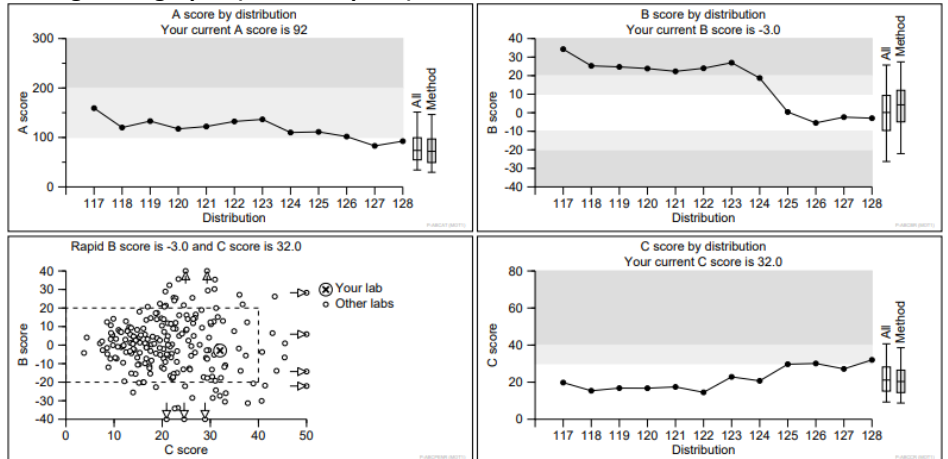 A score by distribution
Your current A score is 92
A score
300
200
100
0
117 118 119 120 121 122 123 124 125 126 127 128
Distribution
All
Method
B score by distribution
Your current B score is -3.0
B score
40
30
20
10
0
-10
-20
-30
-40
117 118 119 120 121 122 123 124 125 126 127 128
Distribution
All
Method
Rapid B score is -3.0 and C score is 32.0
B score
40
30
20
10
0
-10
-20
-30
-40
0 10 20 30 40 50
C score
Your lab
Other labs
C score by distribution
Your current C score is 32.0
C score
80
60
40
20
0
117 118 119 120 121 122 123 124 125 126 127 128
Distribution
All
Method